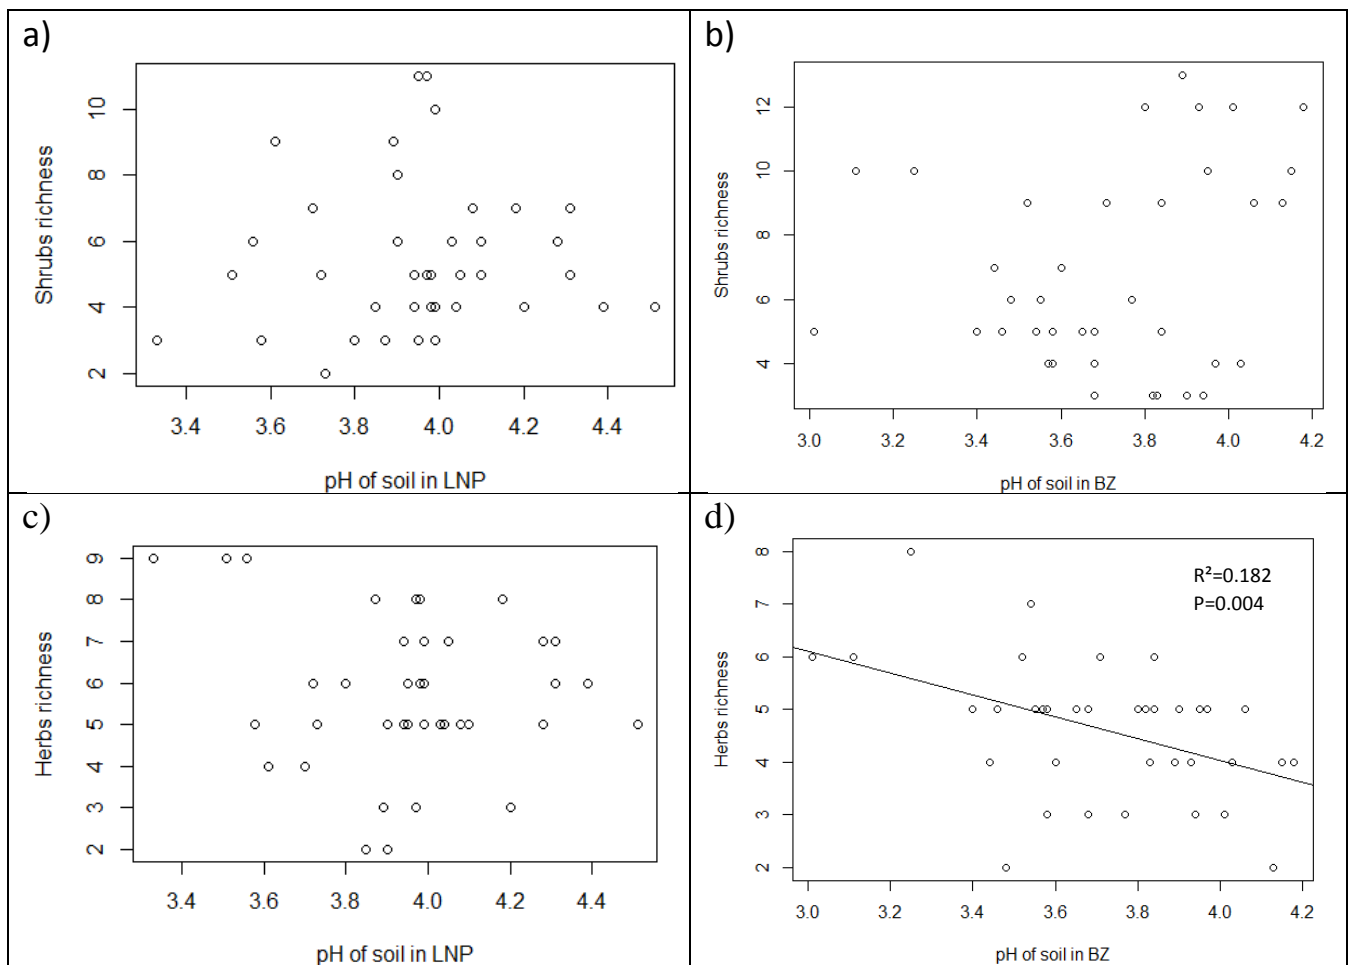 a)
Shrubs richness
10
8
6
4
2
3.4 3.6 3.8 4.0 4.2 4.4
pH of soil in LNP
b)
Shrubs richness
12
10
8
6
4
3.0 3.2 3.4 3.6 3.8 4.0 4.2
pH of soil in BZ
c)
Herbs richness
9
8
7
6
5
4
3
2
3.4 3.6 3.8 4.0 4.2 4.4
pH of soil in LNP
d)
R²=0.182
P=0.004
Herbs richness
8
7
6
5
4
3
2
3.0 3.2 3.4 3.6 3.8 4.0 4.2
pH of soil in BZ